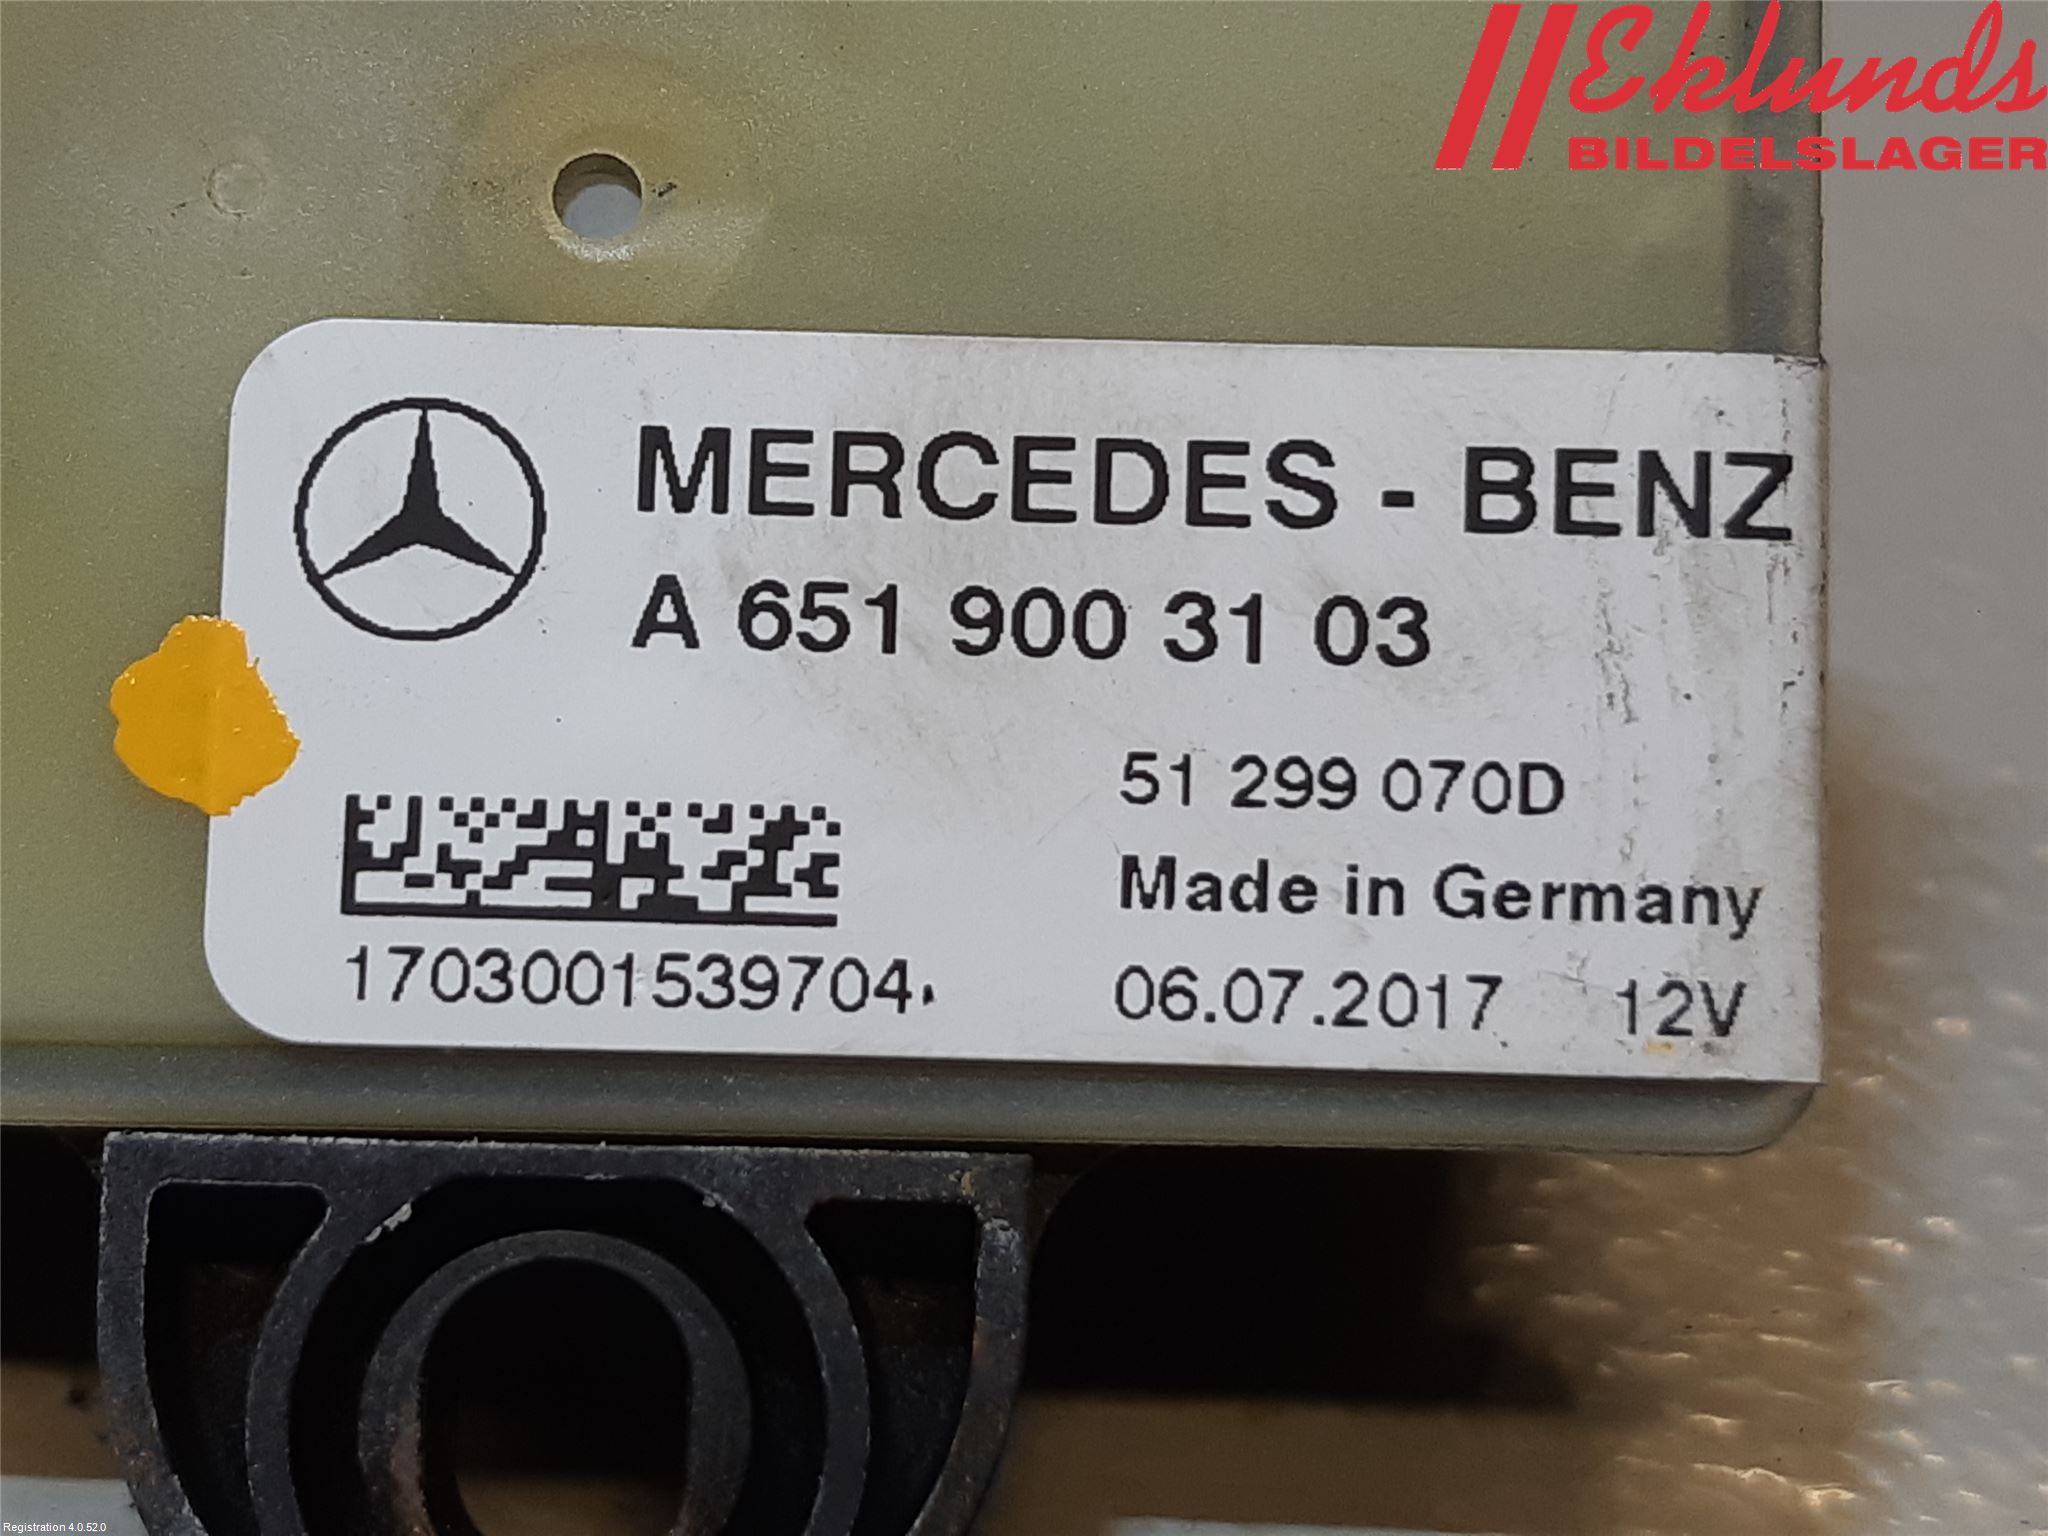 Eklunds
BILDELSLAGER
MERCEDES - BENZ
A 651 900 31 03
51 299 070D
Made in Germany
1703001539704
06.07.2017 12V
Registration 4.0.52.0